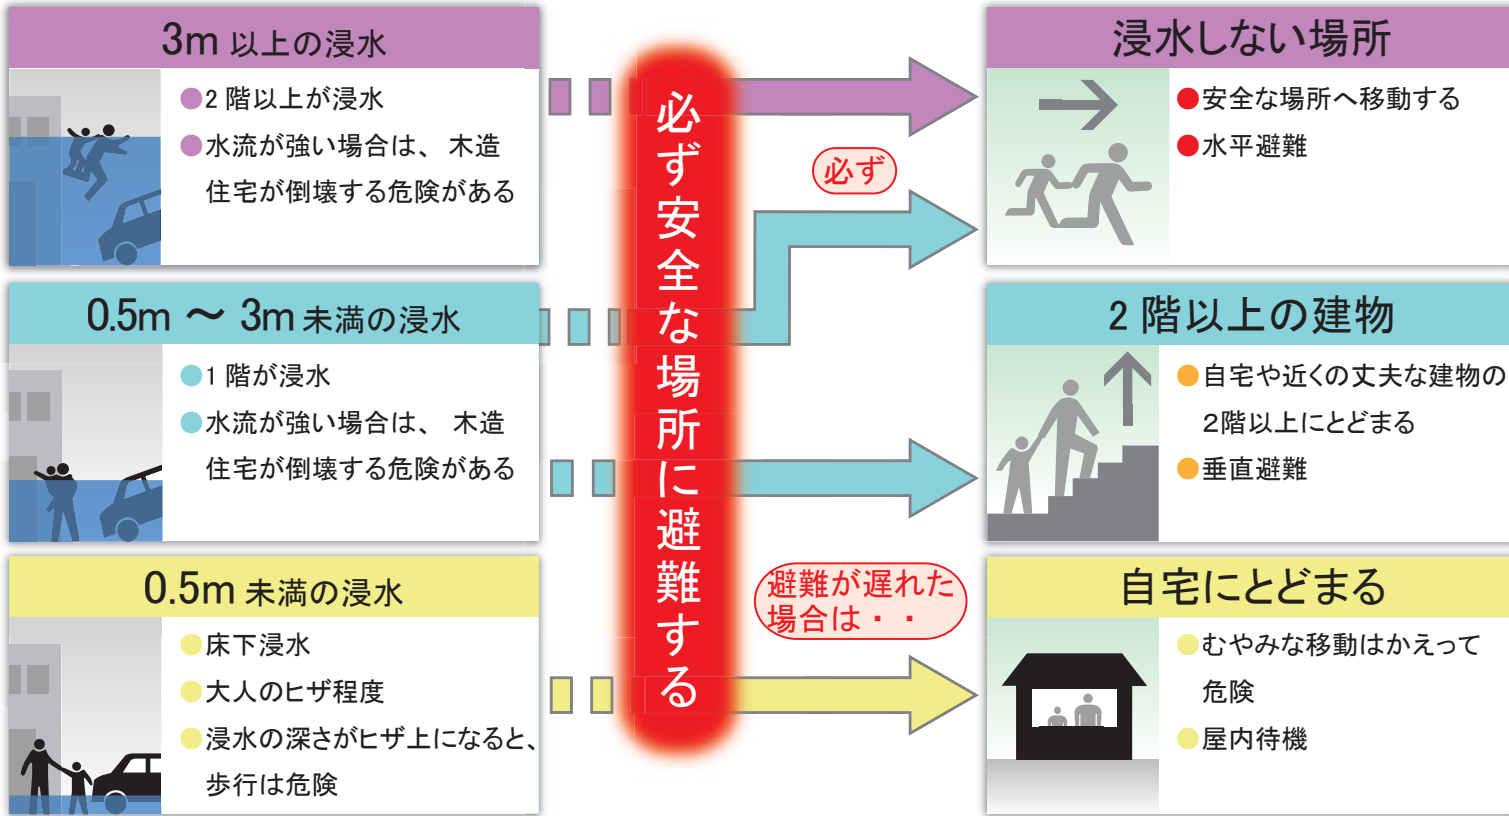 3m 以上の浸水
●2 階以上が浸水
●水流が強い場合は、 木造
住宅が倒壊する危険がある
0.5m ～ 3m 未満の浸水
●1 階が浸水
●水流が強い場合は、 木造
住宅が倒壊する危険がある
0.5m 未満の浸水
●床下浸水
●大人のヒザ程度
●浸水の深さがヒザ上になると、
歩行は危険
必ず安全な場所に避難する
必ず
避難が遅れた
場合は・・
浸水しない場所
●安全な場所へ移動する
●水平避難
2 階以上の建物
●自宅や近くの丈夫な建物の
２階以上にとどまる
●垂直避難
自宅にとどまる
●むやみな移動はかえって
危険
●屋内待機